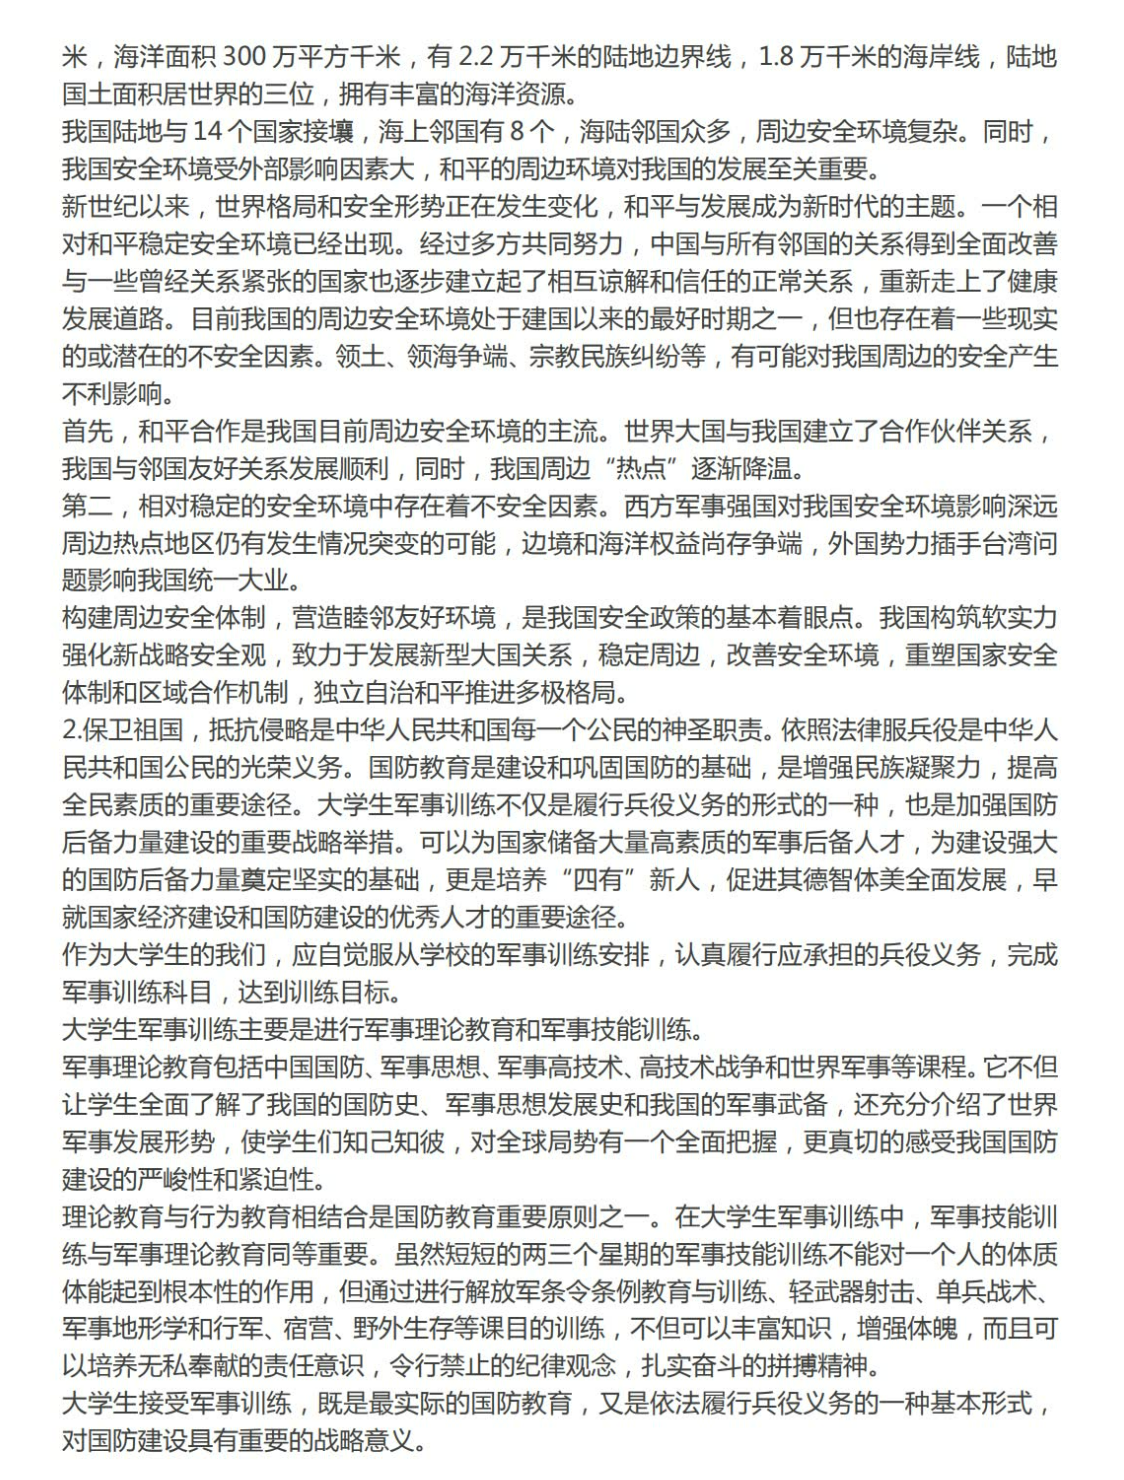 米，海洋面积 300 万平方千米，有 2.2 万千米的陆地边界线，1.8 万千米的海岸线，陆地
国土面积居世界的三位，拥有丰富的海洋资源。
我国陆地与 14 个国家接壤，海上邻国有 8 个，海陆邻国众多，周边安全环境复杂。同时，
我国安全环境受外部影响因素大，和平的周边环境对我国的发展至关重要。
新世纪以来，世界格局和安全形势正在发生变化，和平与发展成为新时代的主题。一个相
对和平稳定安全环境已经出现。经过多方共同努力，中国与所有邻国的关系得到全面改善
与一些曾经关系紧张的国家也逐步建立起了相互谅解和信任的正常关系，重新走上了健康
发展道路。目前我国的周边安全环境处于建国以来的最好时期之一，但也存在着一些现实
的或潜在的不安全因素。领土、领海争端、宗教民族纠纷等，有可能对我国周边的安全产生
不利影响。
首先，和平合作是我国目前周边安全环境的主流。世界大国与我国建立了合作伙伴关系，
我国与邻国友好关系发展顺利，同时，我国周边“热点”逐渐降温。
第二，相对稳定的安全环境中存在着不安全因素。西方军事强国对我国安全环境影响深远
周边热点地区仍有发生情况突变的可能，边境和海洋权益尚存争端，外国势力插手台湾问
题影响我国统一大业。
构建周边安全体制，营造睦邻友好环境，是我国安全政策的基本着眼点。我国构筑软实力
强化新战略安全观，致力于发展新型大国关系，稳定周边，改善安全环境，重塑国家安全
体制和区域合作机制，独立自治和平推进多极格局。
2.保卫祖国，抵抗侵略是中华人民共和国每一个公民的神圣职责。依照法律服兵役是中华人
民共和国公民的光荣义务。国防教育是建设和巩固国防的基础，是增强民族凝聚力，提高
全民素质的重要途径。大学生军事训练不仅是履行兵役义务的形式的一种，也是加强国防
后备力量建设的重要战略举措。可以为国家储备大量高素质的军事后备人才，为建设强大
的国防后备力量奠定坚实的基础，更是培养“四有”新人，促进其德智体美全面发展，早
就国家经济建设和国防建设的优秀人才的重要途径。
作为大学生的我们，应自觉服从学校的军事训练安排，认真履行应承担的兵役义务，完成
军事训练科目，达到训练目标。
大学生军事训练主要是进行军事理论教育和军事技能训练。
军事理论教育包括中国国防、军事思想、军事高技术、高技术战争和世界军事等课程。它不但
让学生全面了解了我国的国防史、军事思想发展史和我国的军事武备，还充分介绍了世界
军事发展形势，使学生们知己知彼，对全球局势有一个全面把握，更真切的感受我国国防
建设的严峻性和紧迫性。
理论教育与行为教育相结合是国防教育重要原则之一。在大学生军事训练中，军事技能训
练与军事理论教育同等重要。虽然短短的两三个星期的军事技能训练不能对一个人的体质
体能起到根本性的作用，但通过进行解放军条令条例教育与训练、轻武器射击、单兵战术、
军事地形学和行军、宿营、野外生存等课目的训练，不但可以丰富知识，增强体魄，而且可
以培养无私奉献的责任意识，令行禁止的纪律观念，扎实奋斗的拼搏精神。
大学生接受军事训练，既是最实际的国防教育，又是依法履行兵役义务的一种基本形式，
对国防建设具有重要的战略意义。